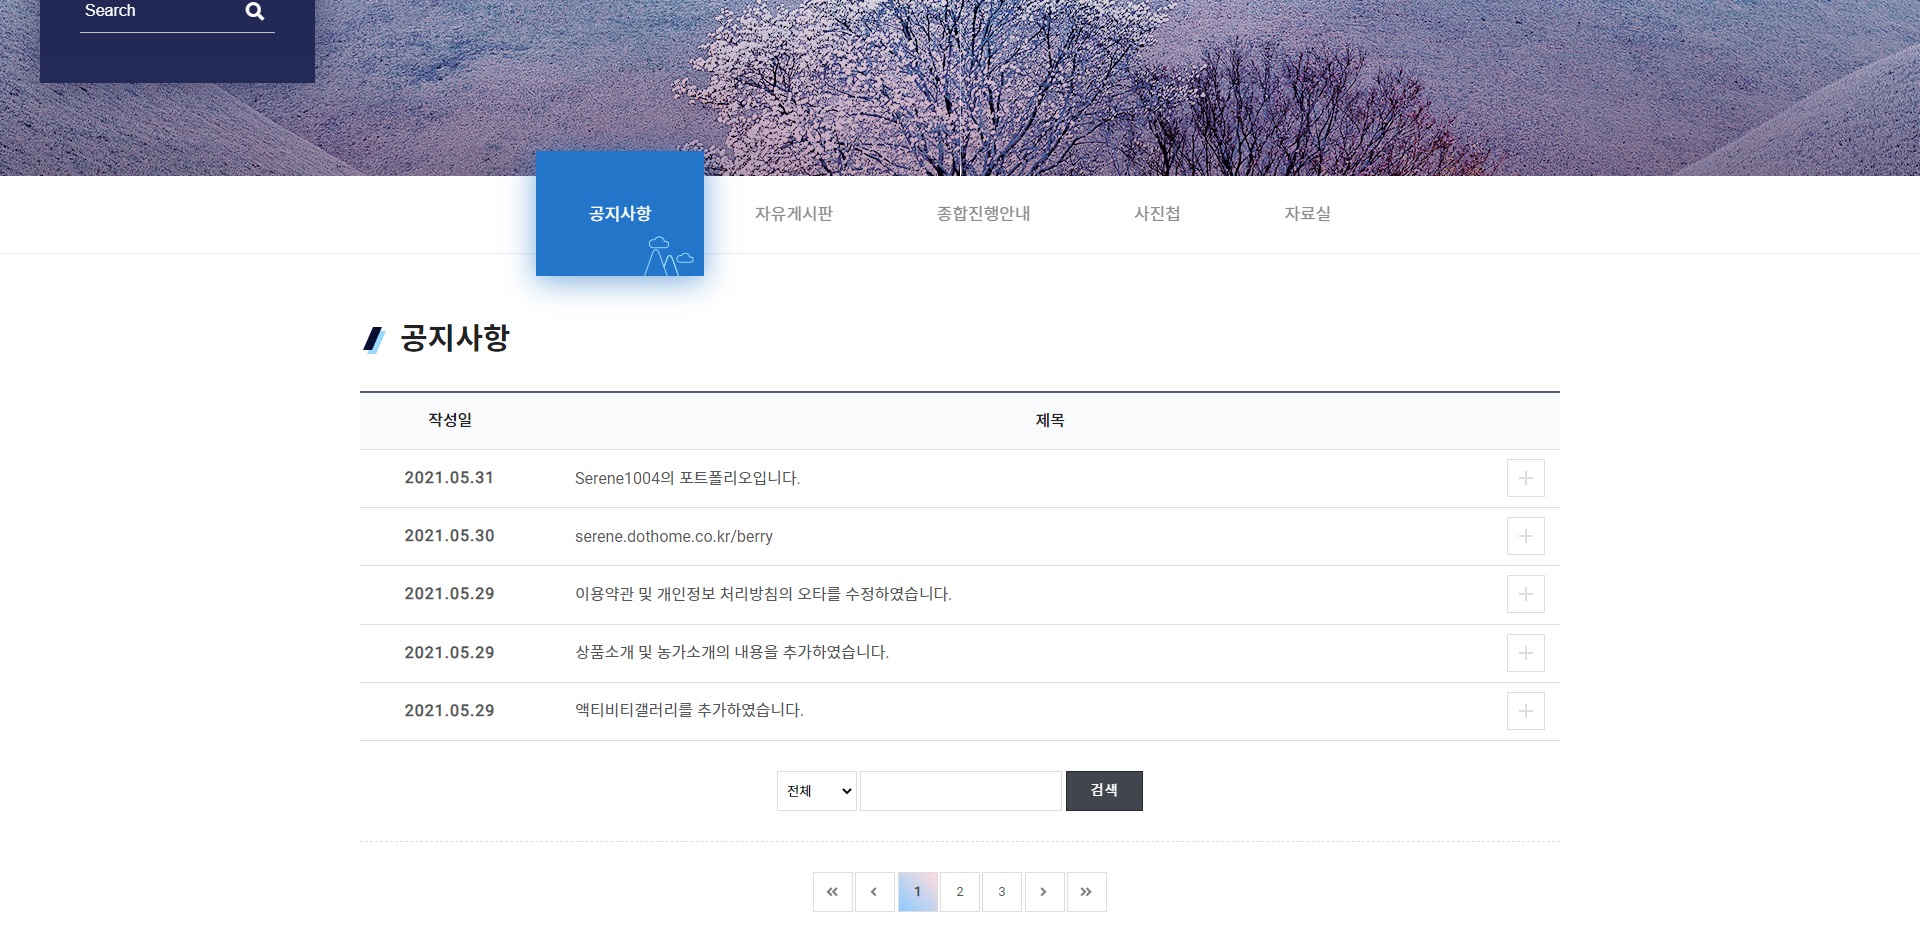 Search
공지사항 자유게시판 종합진행안내 사진첩 자료실
공지사항
작성일 제목
2021.05.31 Serene1004의 포트폴리오입니다.
2021.05.30 serene.dothome.co.kr/berry
2021.05.29 이용약관 및 개인정보 처리방침의 오타를 수정하였습니다.
2021.05.29 상품소개 및 농가소개의 내용을 추가하였습니다.
2021.05.29 액티비티갤러리를 추가하였습니다.
전체 검색
« ‹ 1 2 3 › »